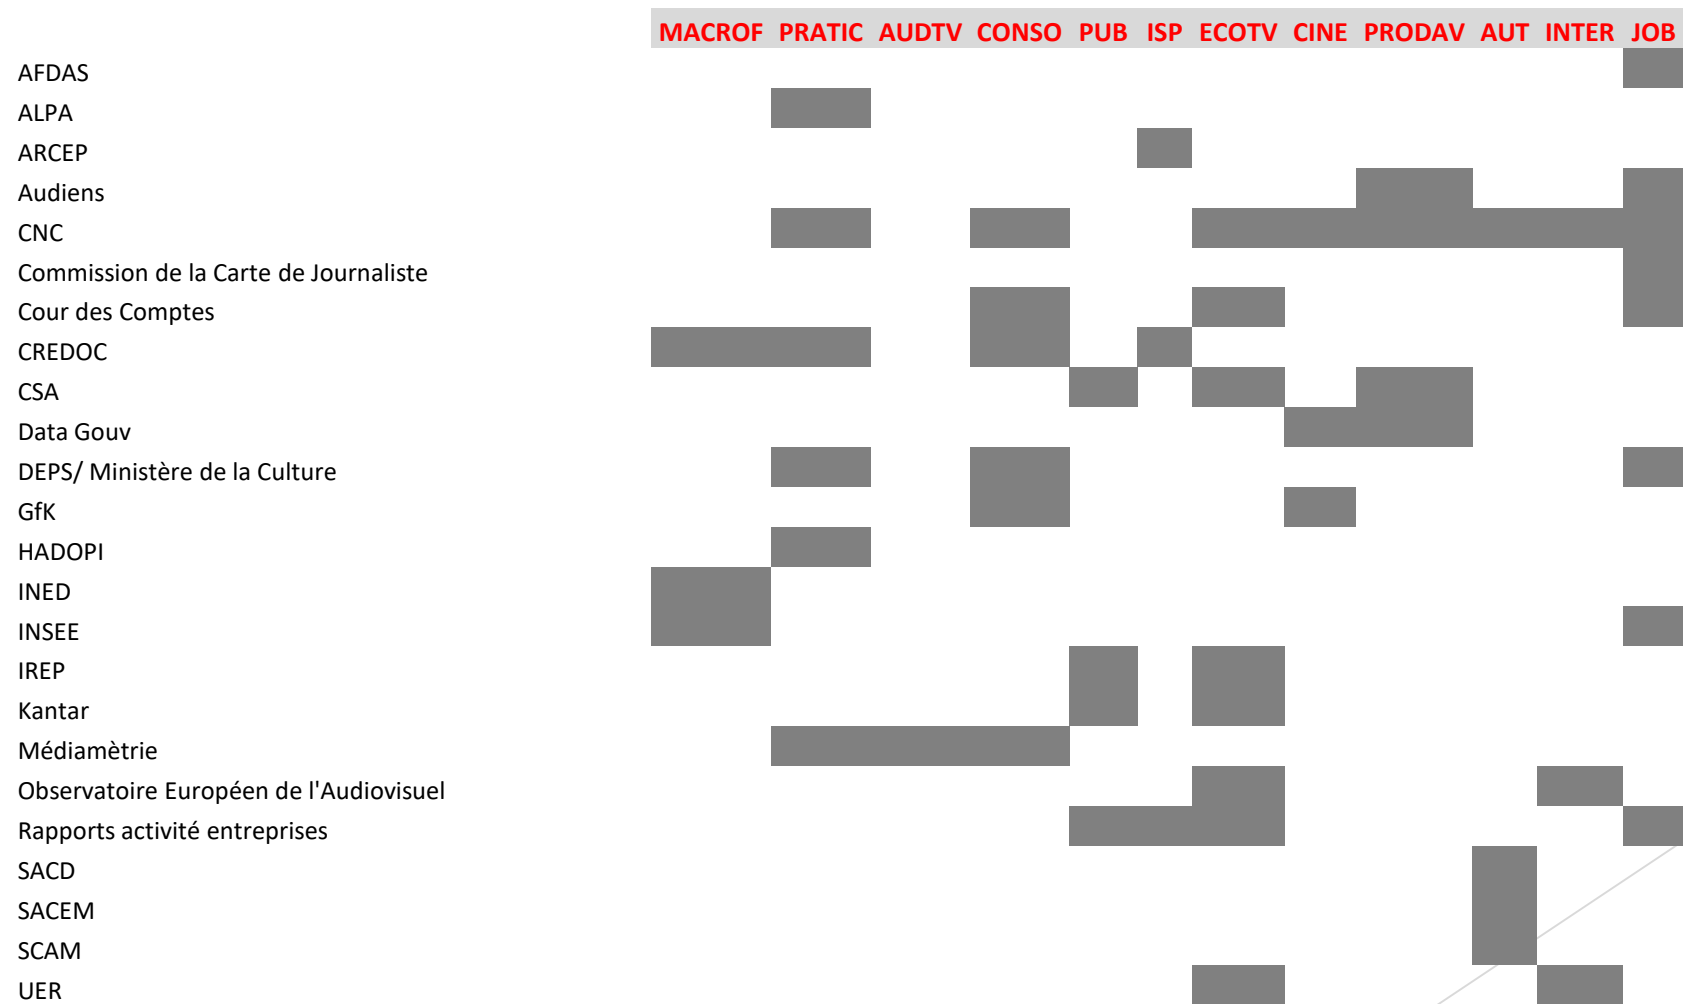 MACROF PRATIC AUDTV CONSO PUB ISP ECOTV CINE PRODAV AUT INTER JOB
AFDAS
ALPA
ARCEP
Audiens
CNC
Commission de la Carte de Journaliste
Cour des Comptes
CREDOC
CSA
Data Gouv
DEPS/ Ministère de la Culture
GfK
HADOPI
INED
INSEE
IREP
Kantar
Médiamètrie
Observatoire Européen de l'Audiovisuel
Rapports activité entreprises
SACD
SACEM
SCAM
UER